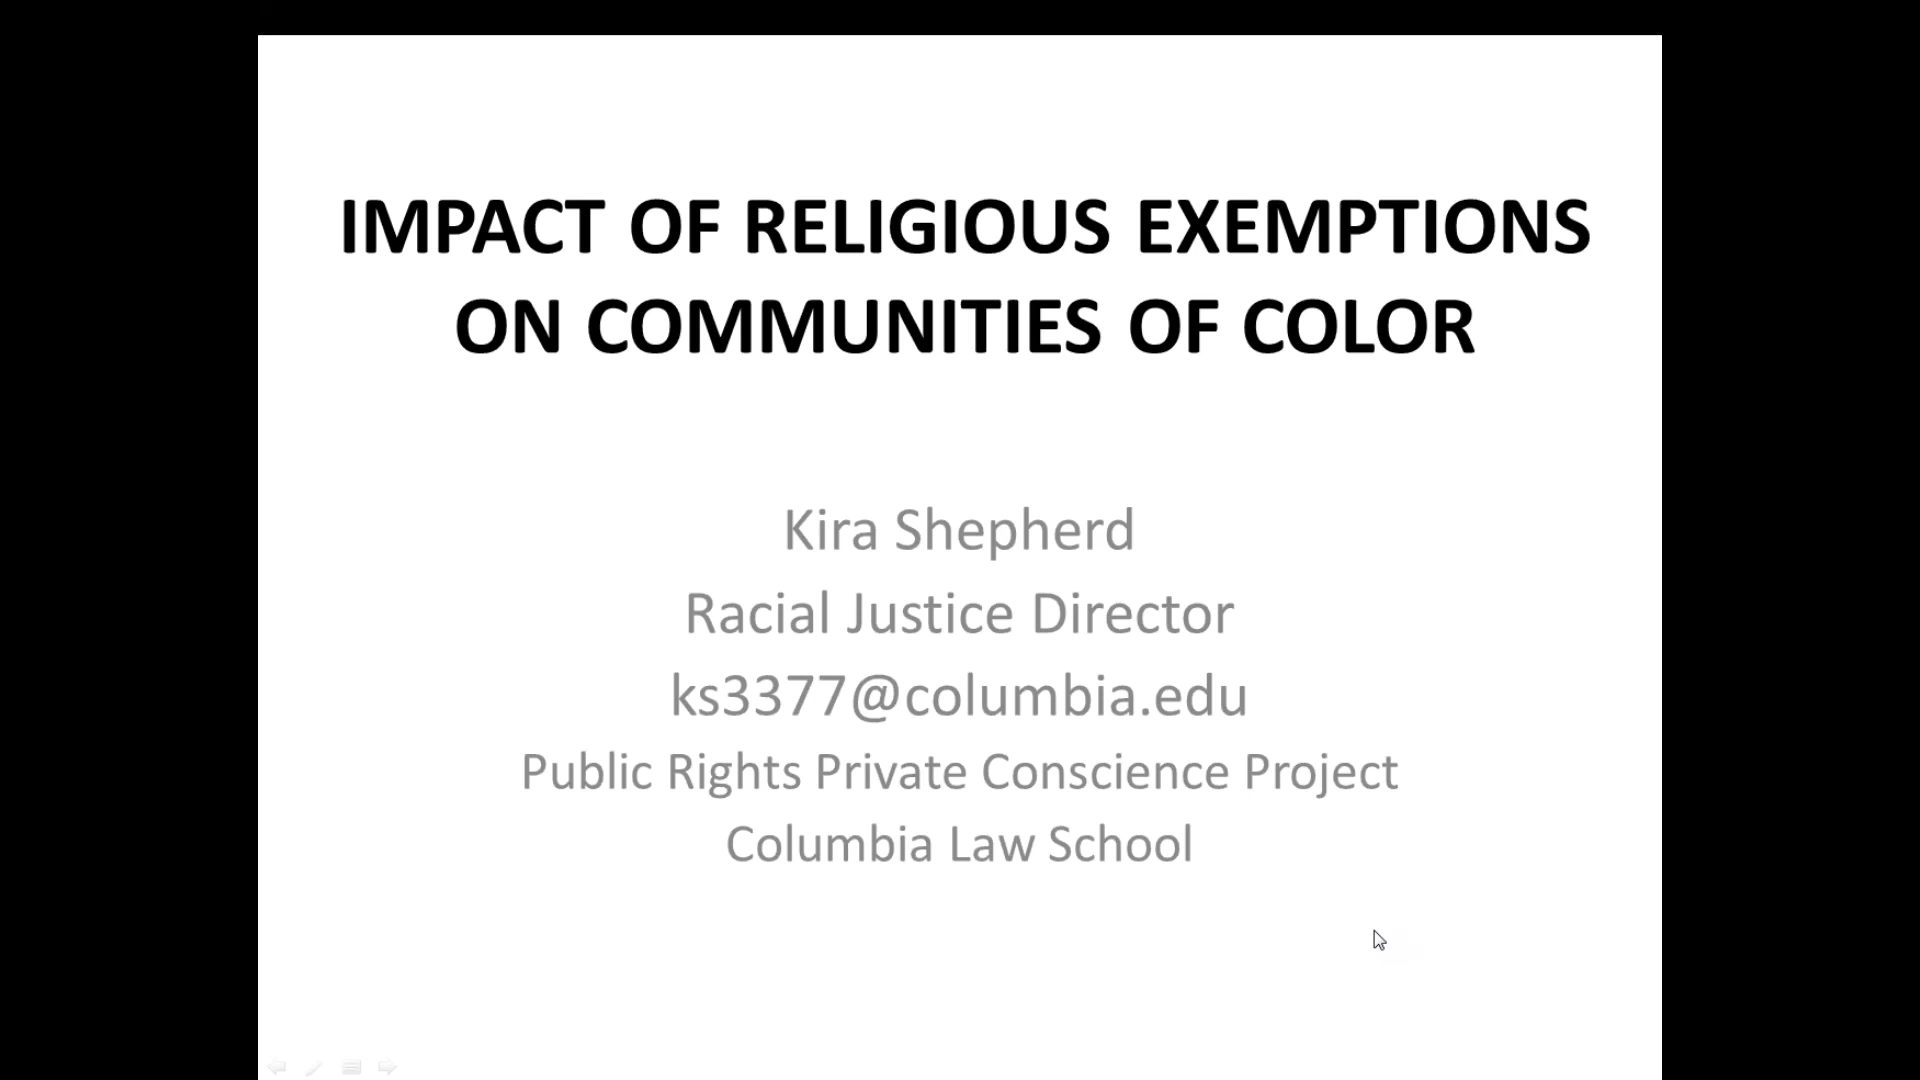 IMPACT OF RELIGIOUS EXEMPTIONS
ON COMMUNITIES OF COLOR
Kira Shepherd
Racial Justice Director
ks3377@columbia.edu
Public Rights Private Conscience Project
Columbia Law School